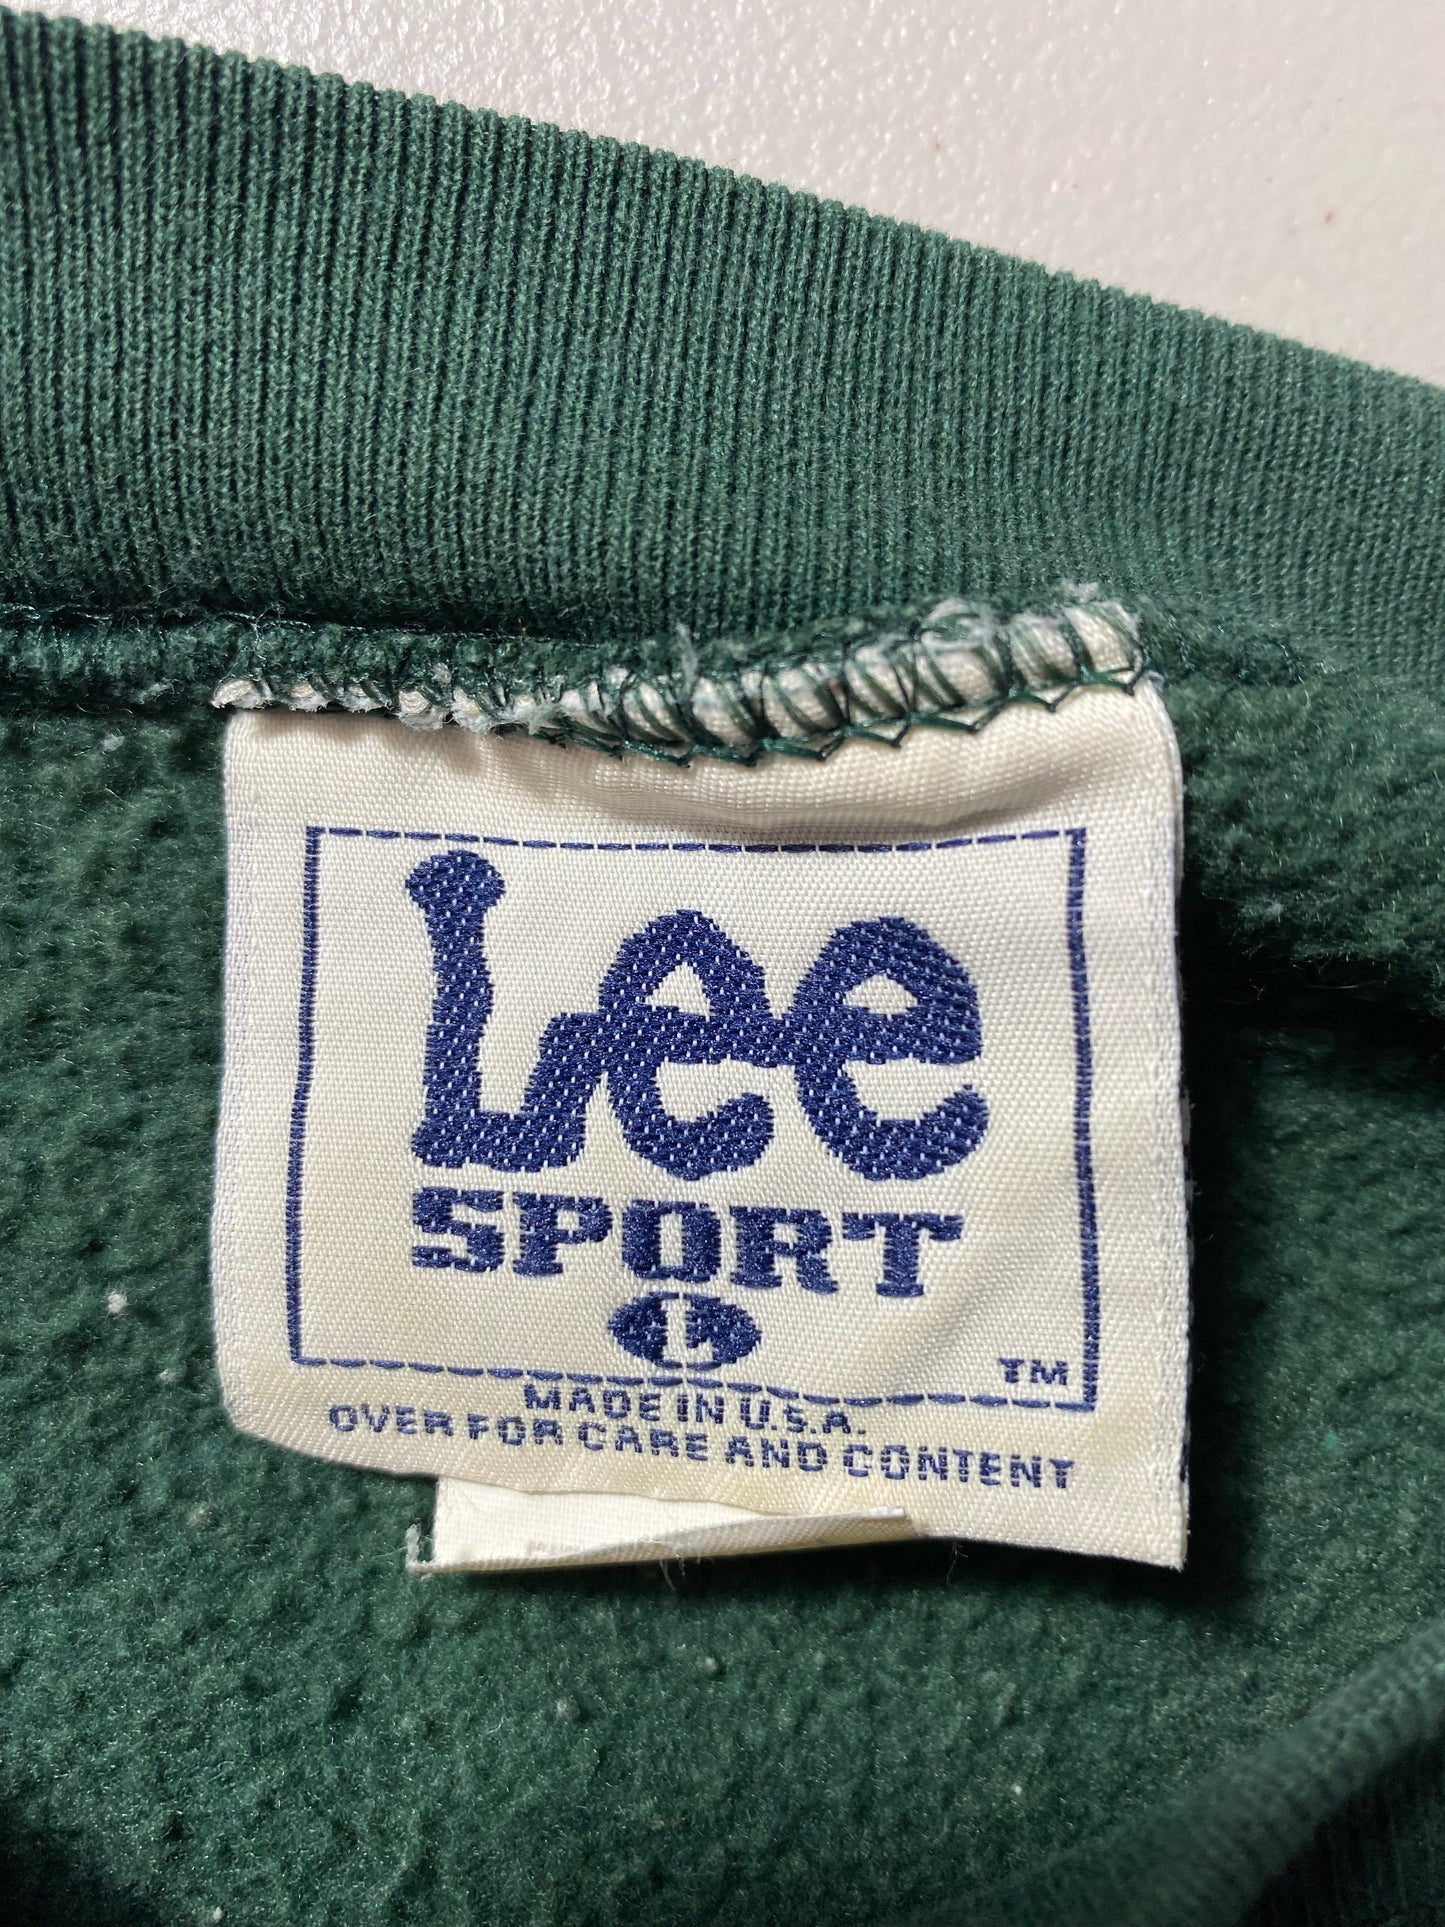 Lee
SPORT
L
TM
MADE IN U.S.A.
OVER FOR CARE AND CONTENT